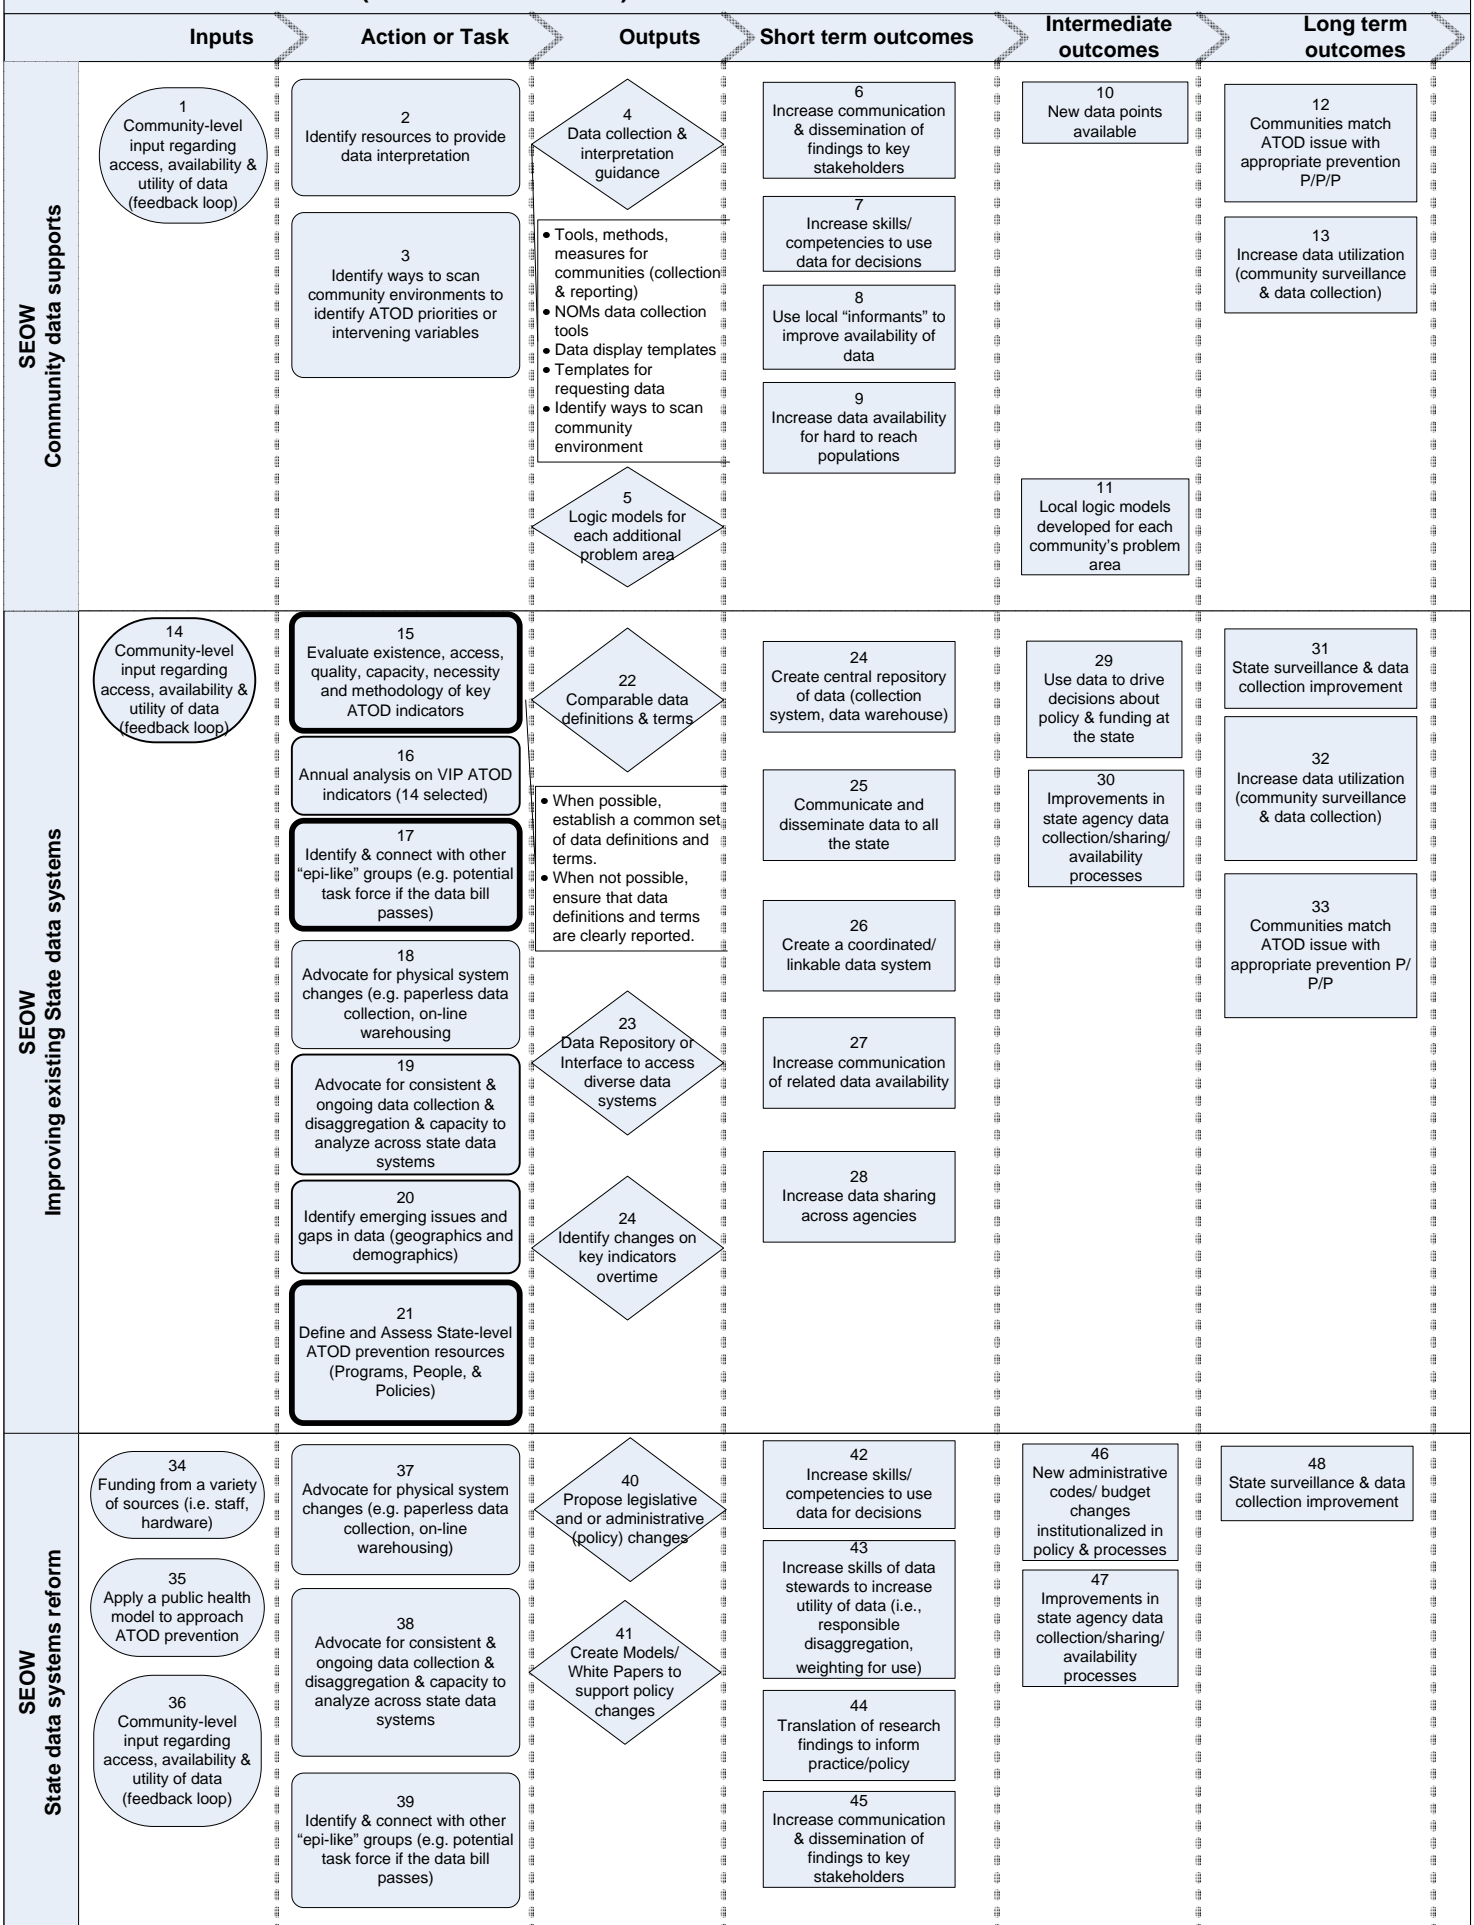 Inputs
Action or Task
Outputs
Short term outcomes
Intermediate
outcomes
Long term
outcomes
SEOW
Community data supports
1
Community-level
input regarding
access, availability &
utility of data
(feedback loop)
2
Identify resources to provide
data interpretation
3
Identify ways to scan
community environments to
identify ATOD priorities or
intervening variables
4
Data collection &
interpretation
guidance
• Tools, methods,
measures for
communities (collection
& reporting)
• NOMs data collection
tools
• Data display templates
• Templates for
requesting data
• Identify ways to scan
community
environment
5
Logic models for
each additional
problem area
6
Increase communication
& dissemination of
findings to key
stakeholders
7
Increase skills/
competencies to use
data for decisions
8
Use local “informants” to
improve availability of
data
9
Increase data availability
for hard to reach
populations
10
New data points
available
11
Local logic models
developed for each
community’s problem
area
12
Communities match
ATOD issue with
appropriate prevention
P/P/P
13
Increase data utilization
(community surveillance
& data collection)
SEOW
Improving existing State data systems
14
Community-level
input regarding
access, availability &
utility of data
(feedback loop)
15
Evaluate existence, access,
quality, capacity, necessity
and methodology of key
ATOD indicators
16
Annual analysis on VIP ATOD
indicators (14 selected)
17
Identify & connect with other
“epi-like” groups (e.g. potential
task force if the data bill
passes)
18
Advocate for physical system
changes (e.g. paperless data
collection, on-line
warehousing
19
Advocate for consistent &
ongoing data collection &
disaggregation & capacity to
analyze across state data
systems
20
Identify emerging issues and
gaps in data (geographics and
demographics)
21
Define and Assess State-level
ATOD prevention resources
(Programs, People, &
Policies)
22
Comparable data
definitions & terms
• When possible,
establish a common set
of data definitions and
terms.
• When not possible,
ensure that data
definitions and terms
are clearly reported.
23
Data Repository or
Interface to access
diverse data
systems
24
Identify changes on
key indicators
overtime
24
Create central repository
of data (collection
system, data warehouse)
25
Communicate and
disseminate data to all
the state
26
Create a coordinated/
linkable data system
27
Increase communication
of related data availability
28
Increase data sharing
across agencies
29
Use data to drive
decisions about
policy & funding at
the state
30
Improvements in
state agency data
collection/sharing/
availability
processes
31
State surveillance & data
collection improvement
32
Increase data utilization
(community surveillance
& data collection)
33
Communities match
ATOD issue with
appropriate prevention P/
P/P
SEOW
State data systems reform
34
Funding from a variety
of sources (i.e. staff,
hardware)
35
Apply a public health
model to approach
ATOD prevention
36
Community-level
input regarding
access, availability &
utility of data
(feedback loop)
37
Advocate for physical system
changes (e.g. paperless data
collection, on-line
warehousing)
38
Advocate for consistent &
ongoing data collection &
disaggregation & capacity to
analyze across state data
systems
39
Identify & connect with other
“epi-like” groups (e.g. potential
task force if the data bill
passes)
40
Propose legislative
and or administrative
(policy) changes
41
Create Models/
White Papers to
support policy
changes
42
Increase skills/
competencies to use
data for decisions
43
Increase skills of data
stewards to increase
utility of data (i.e.,
responsible
disaggregation,
weighting for use)
44
Translation of research
findings to inform
practice/policy
45
Increase communication
& dissemination of
findings to key
stakeholders
46
New administrative
codes/ budget
changes
institutionalized in
policy & processes
47
Improvements in
state agency data
collection/sharing/
availability
processes
48
State surveillance & data
collection improvement